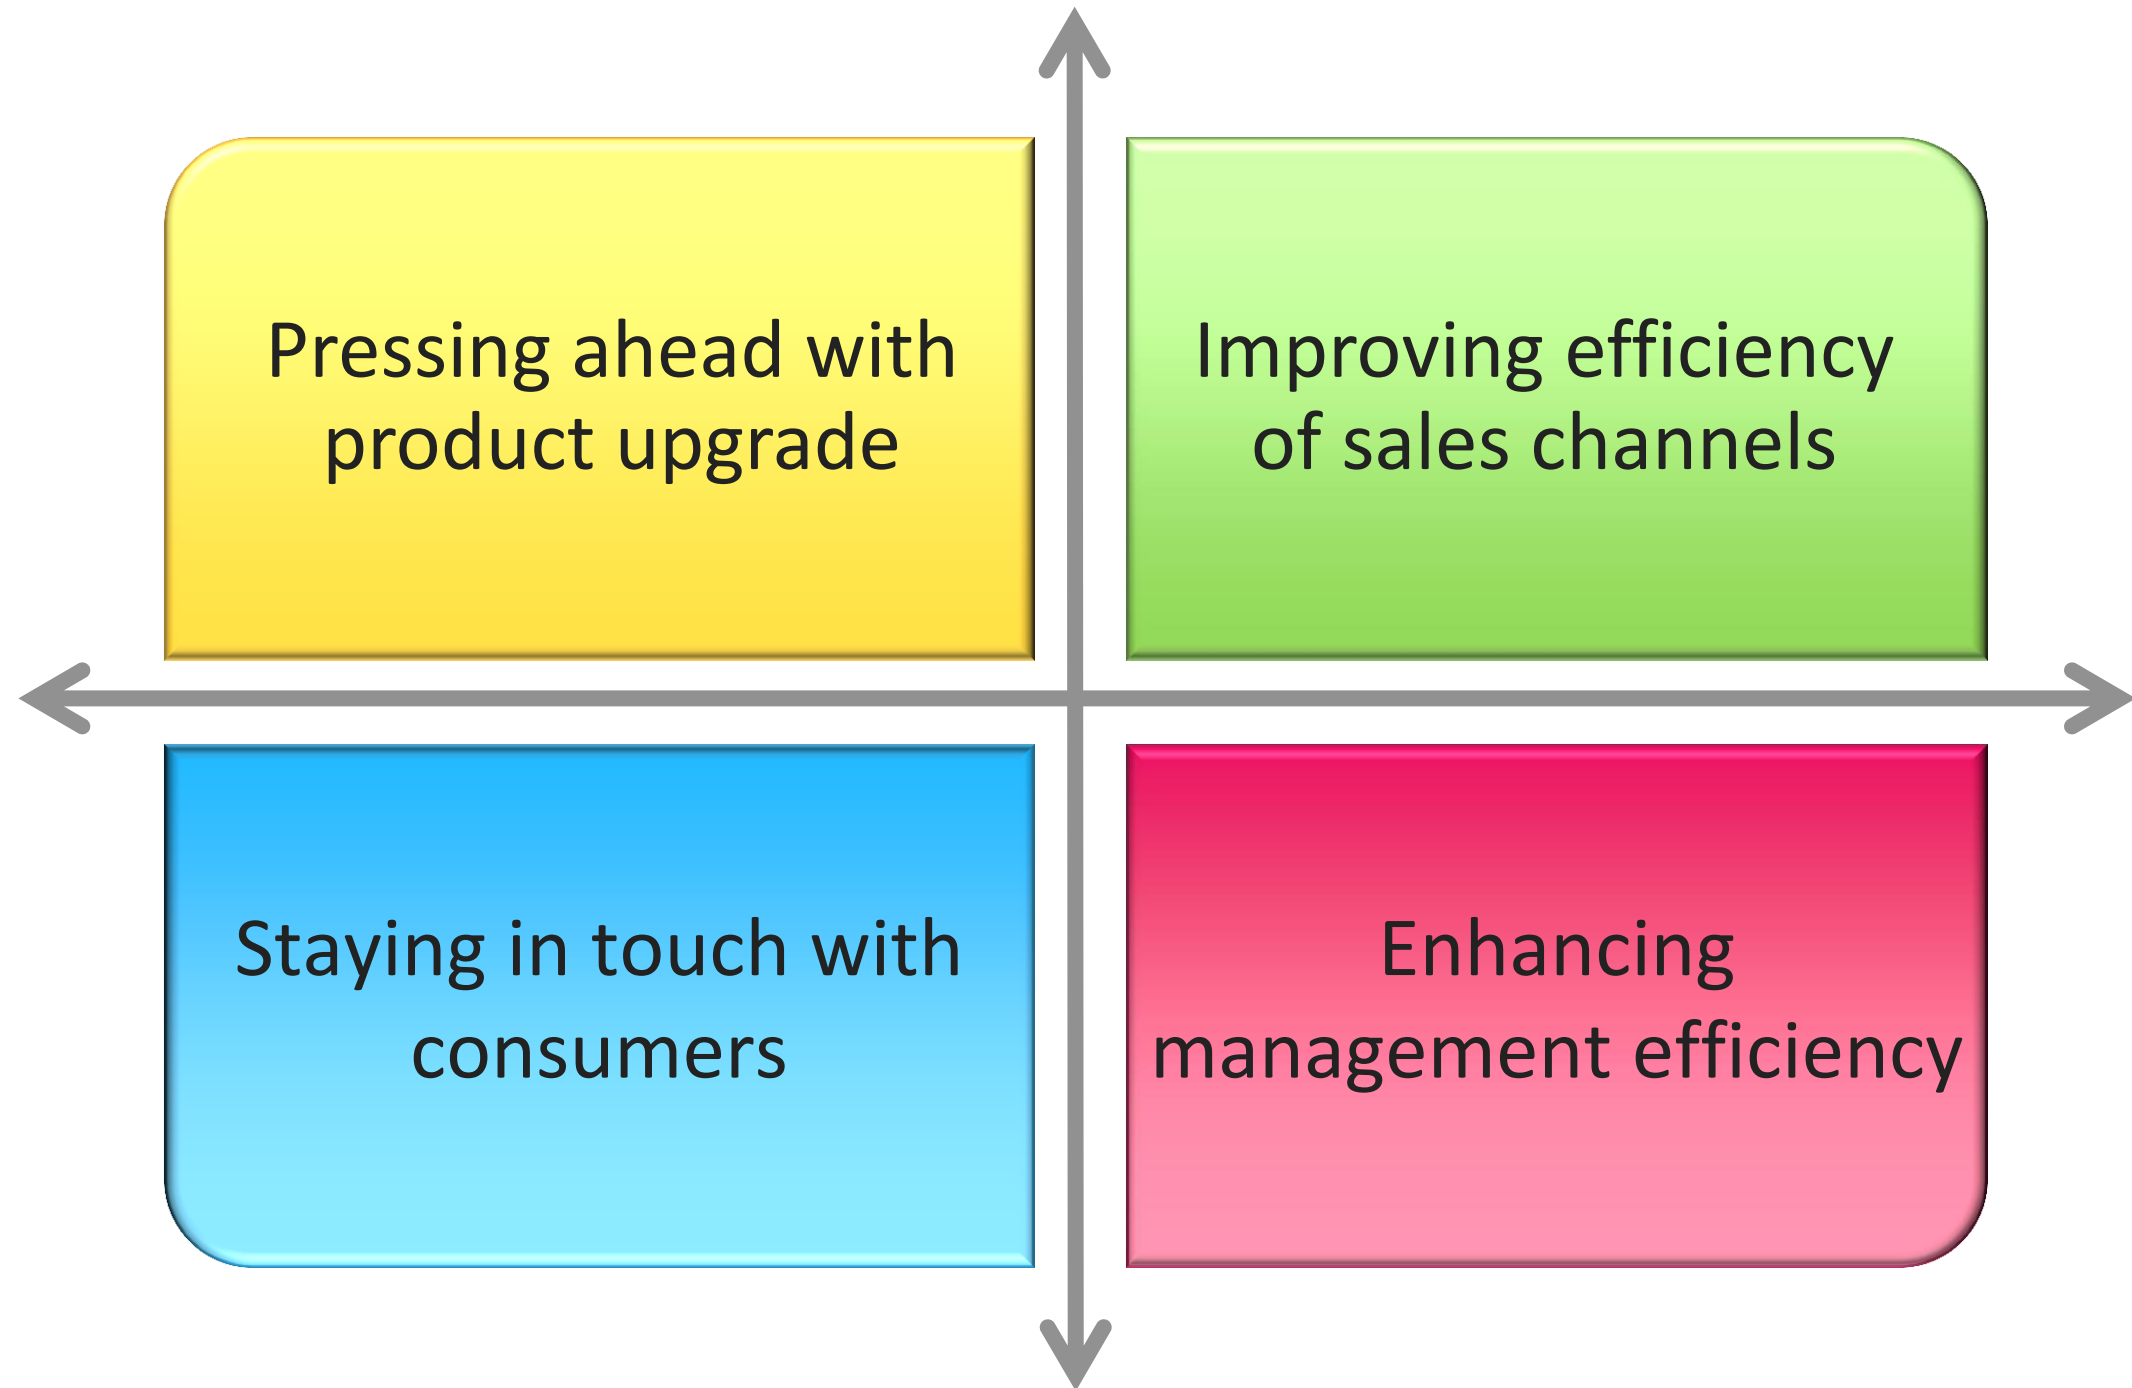 Pressing ahead with
product upgrade
Improving efficiency
of sales channels
Staying in touch with
consumers
Enhancing
management efficiency